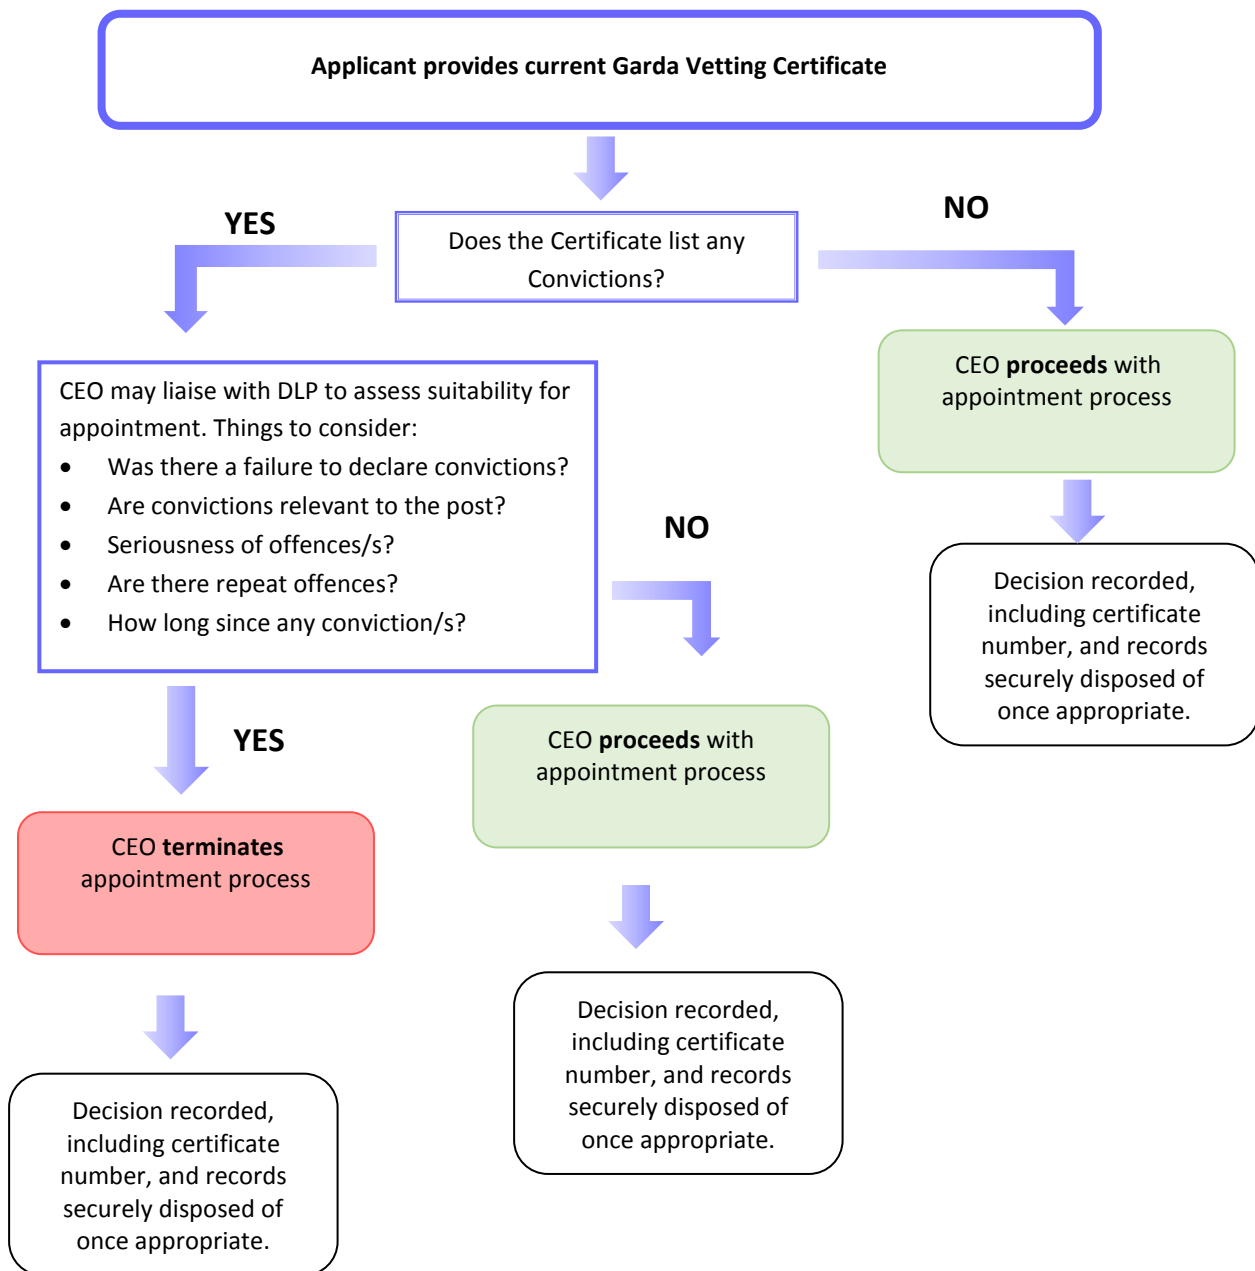 Applicant provides current Garda Vetting Certificate
YES
NO
Does the Certificate list any
Convictions?
CEO proceeds with
appointment process
CEO may liaise with DLP to assess suitability for
appointment. Things to consider:
• Was there a failure to declare convictions?
• Are convictions relevant to the post?
• Seriousness of offences/s?
• Are there repeat offences?
• How long since any conviction/s?
NO
Decision recorded,
including certificate
number, and records
securely disposed of
once appropriate.
YES
CEO proceeds with
appointment process
CEO terminates
appointment process
Decision recorded,
including certificate
number, and records
securely disposed of
once appropriate.
Decision recorded,
including certificate
number, and records
securely disposed of
once appropriate.